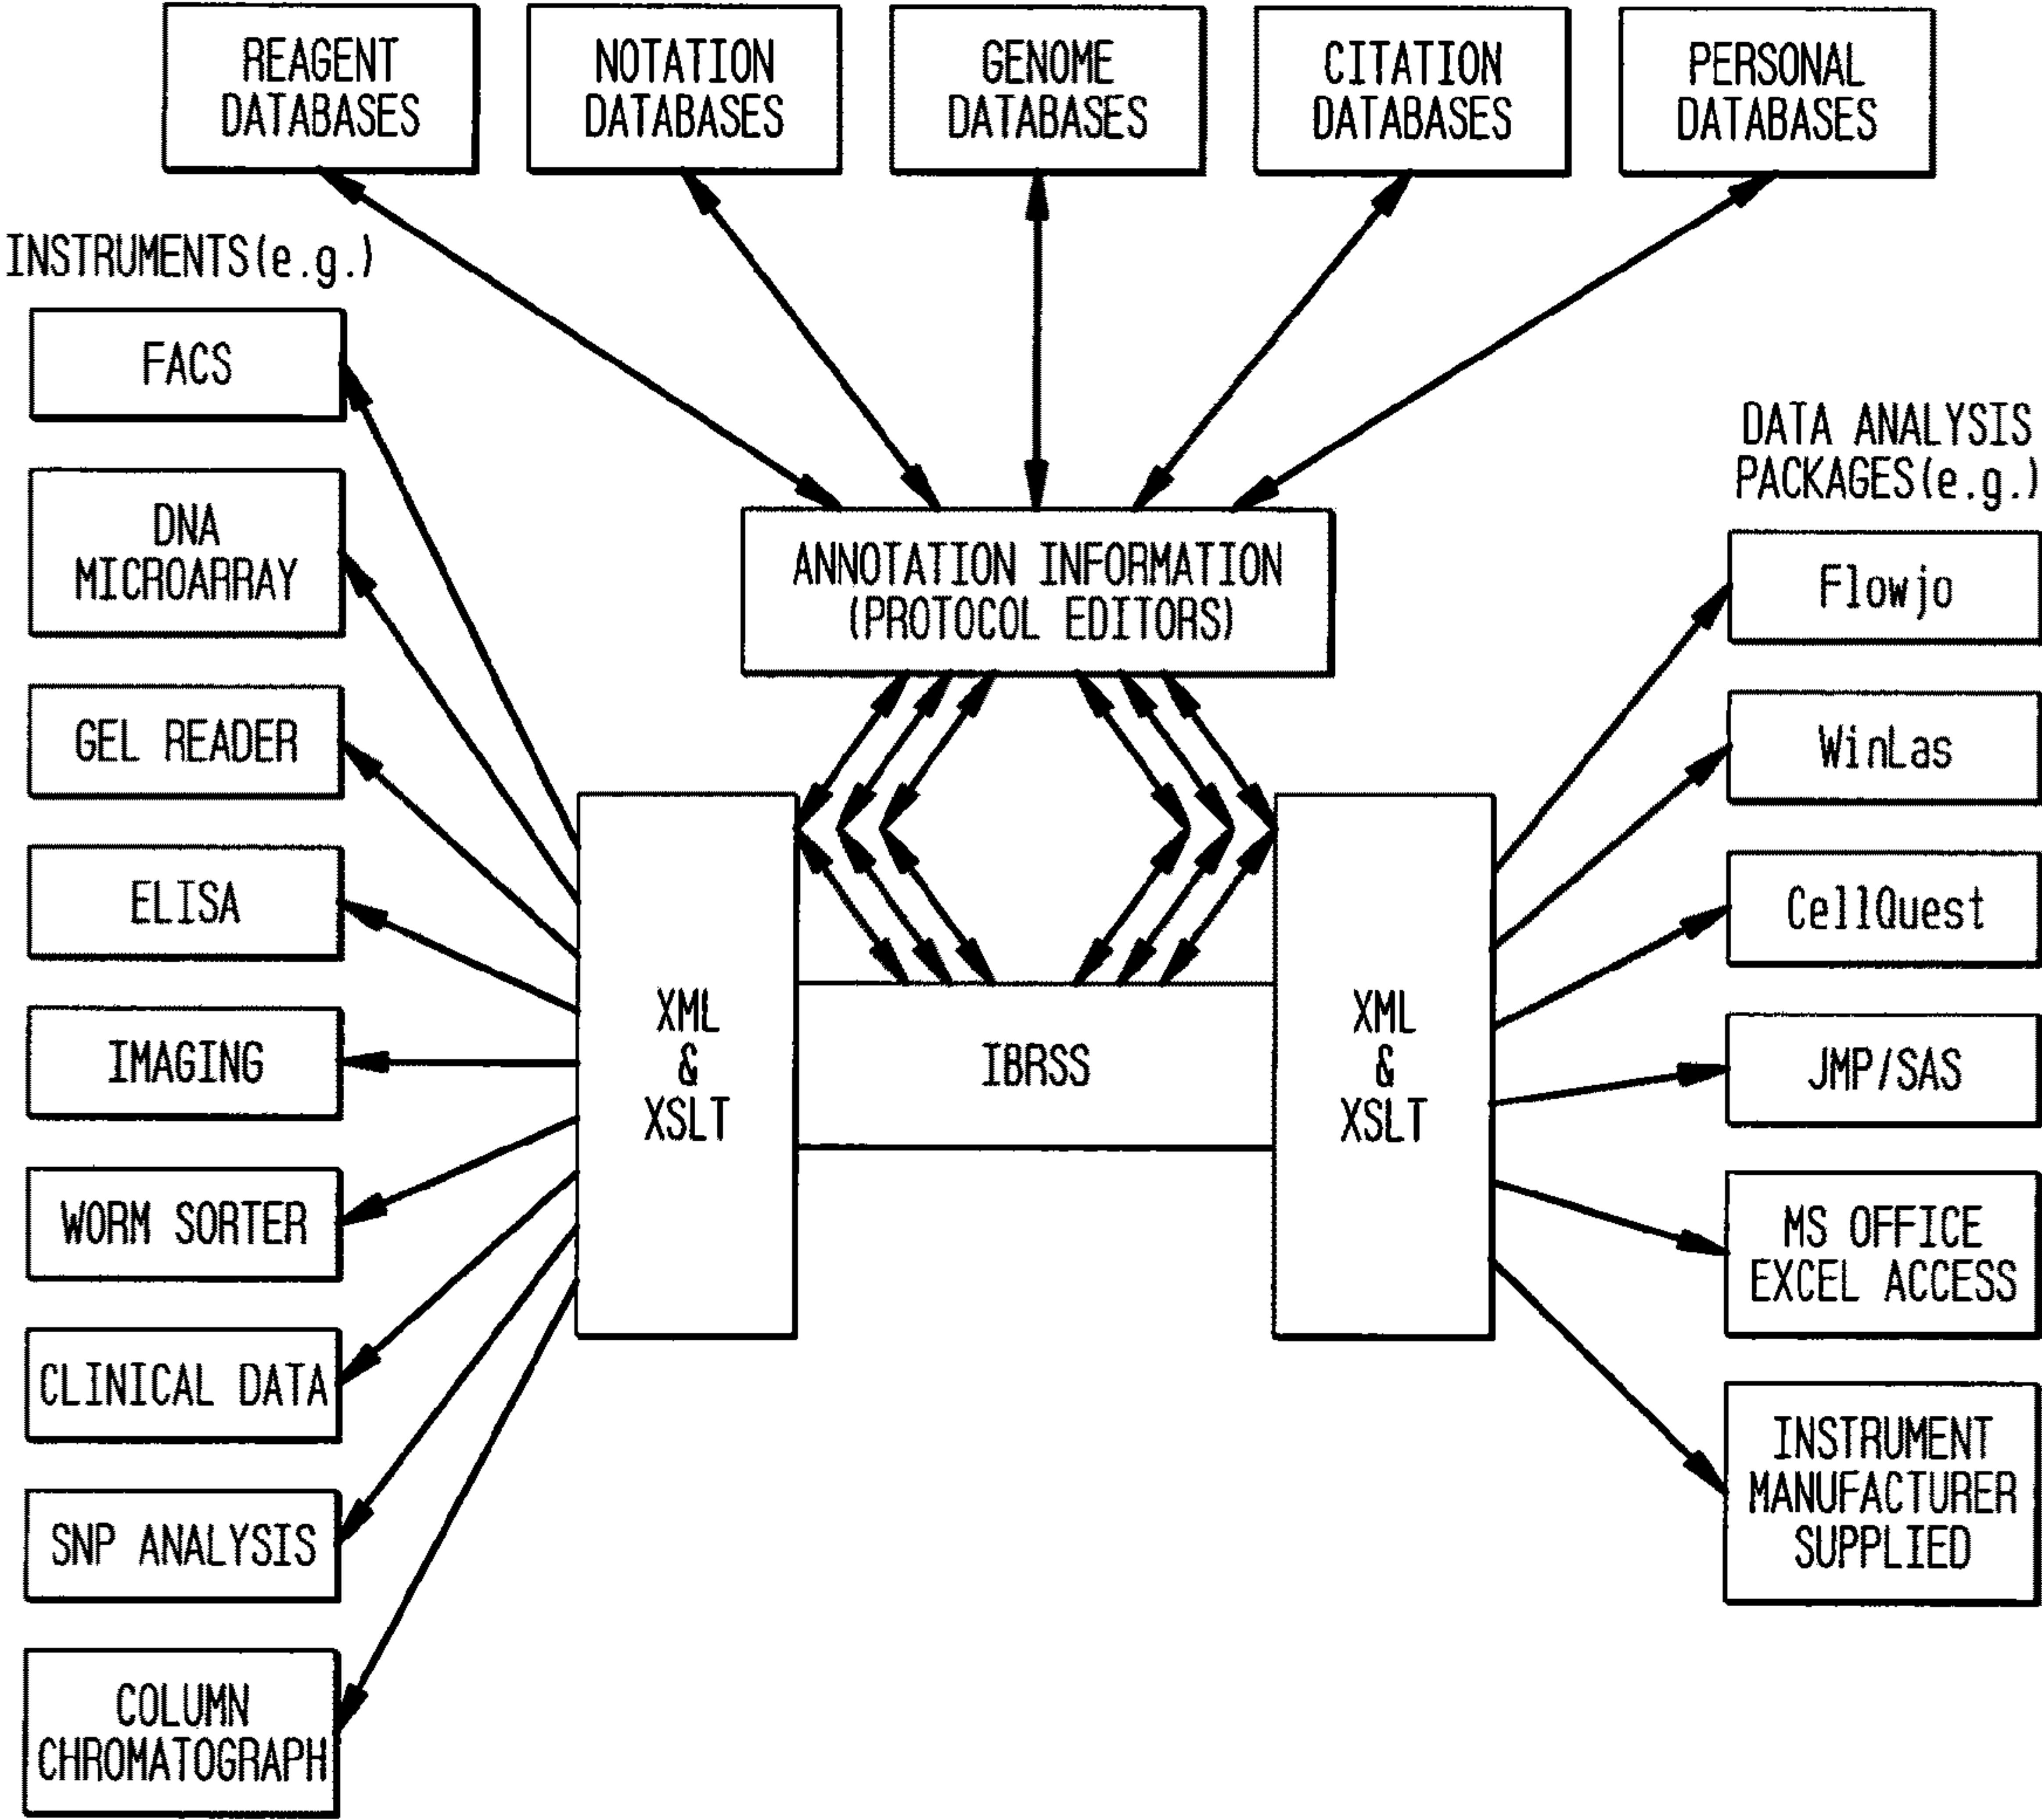 REAGENT
DATABASES
NOTATION
DATABASES
GENOME
DATABASES
CITATION
DATABASES
PERSONAL
DATABASES
INSTRUMENTS(e.g.)
FACS
DNA
MICROARRAY
GEL READER
ELISA
IMAGING
WORM SORTER
CLINICAL DATA
SNP ANALYSIS
COLUMN
CHROMATOGRAPH
ANNOTATION INFORMATION
(PROTOCOL EDITORS)
XML
&
XSLT
IBRSS
XML
&
XSLT
DATA ANALYSIS
PACKAGES(e.g.)
Flowjo
WinLas
CellQuest
JMP/SAS
MS OFFICE
EXCEL ACCESS
INSTRUMENT
MANUFACTURER
SUPPLIED